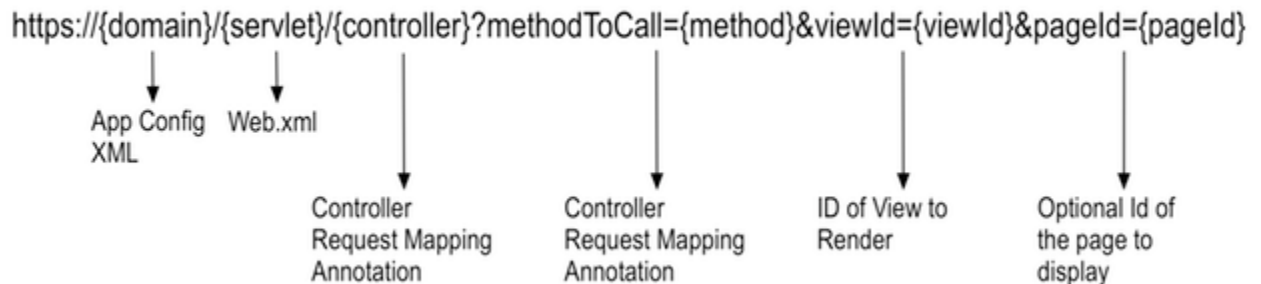 https://{domain}/{servlet}/{controller}?methodToCall={method}&viewId={viewId}&pageId={pageId}
App Config
XML
Web.xml
Controller
Request Mapping
Annotation
Controller
Request Mapping
Annotation
ID of View to
Render
Optional Id of
the page to
display